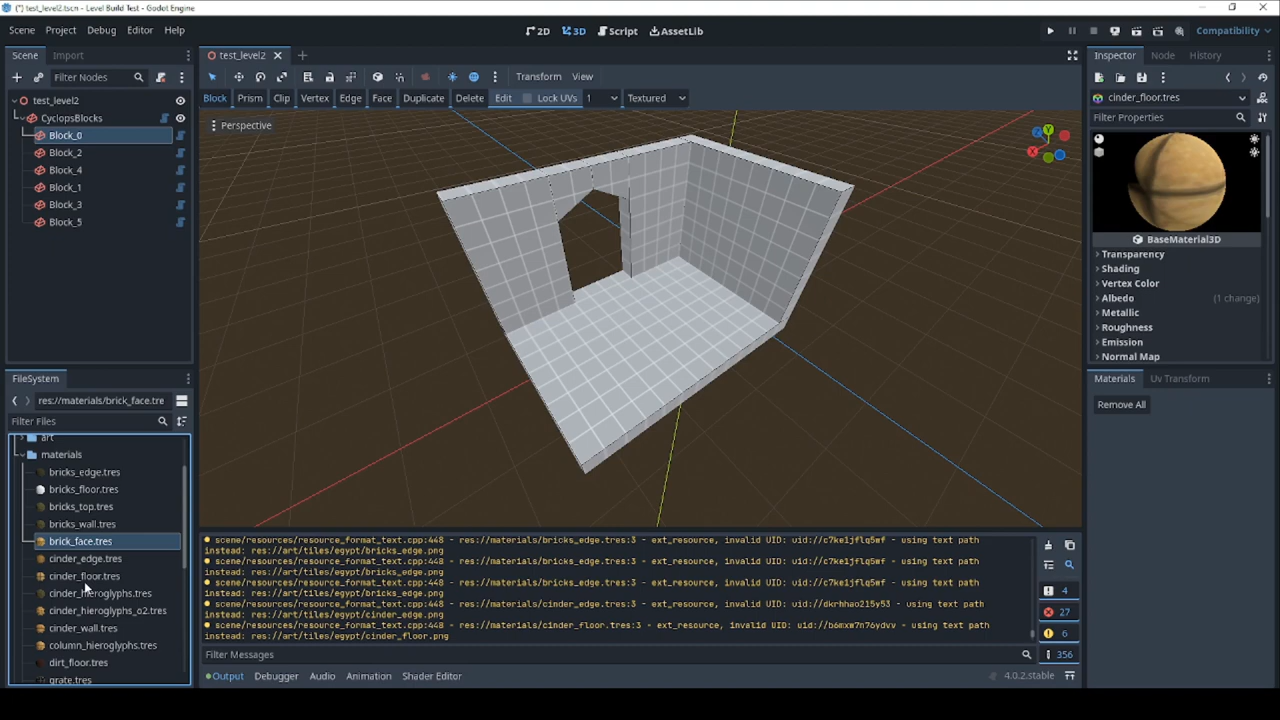 (*) test_level2.tscn - Level Build Test - Godot Engine
Scene Project Debug Editor Help
2D 3D Script AssetLib
Compatibility
Scene Import
test_level2
Inspector Node History
Filter Nodes
Transform View
cinder_floor.tres
Block Prism Clip Vertex Edge Face Duplicate Delete Edit Lock UVs 1 Textured
test_level2
CyclopsBlocks
Block_0
Block_2
Block_4
Block_1
Block_3
Block_5
Perspective
Y
X
Z
Filter Properties
BaseMaterial3D
Transparency
Shading
Vertex Color
Albedo (1 change)
Metallic
Roughness
Emission
Normal Map
FileSystem
res://materials/brick_face.tre
Filter Files
art
materials
bricks_edge.tres
bricks_floor.tres
bricks_top.tres
bricks_wall.tres
brick_face.tres
cinder_edge.tres
cinder_floor.tres
cinder_hieroglyphs.tres
cinder_hieroglyphs_o2.tres
cinder_wall.tres
column_hieroglyphs.tres
dirt_floor.tres
grate.tres
Materials Uv Transform
Remove All
scene/resources/resource_format_text.cpp:448 - res://materials/bricks_edge.tres:3 - ext_resource, invalid UID: uid://c7ke1jflq5wf - using text path
instead: res://art/tiles/egypt/bricks_edge.png
scene/resources/resource_format_text.cpp:448 - res://materials/bricks_edge.tres:3 - ext_resource, invalid UID: uid://c7ke1jflq5wf - using text path
instead: res://art/tiles/egypt/bricks_edge.png
scene/resources/resource_format_text.cpp:448 - res://materials/bricks_edge.tres:3 - ext_resource, invalid UID: uid://c7ke1jflq5wf - using text path
instead: res://art/tiles/egypt/bricks_edge.png
scene/resources/resource_format_text.cpp:448 - res://materials/cinder_edge.tres:3 - ext_resource, invalid UID: uid://dkrhhao215y53 - using text path
instead: res://art/tiles/egypt/cinder_edge.png
scene/resources/resource_format_text.cpp:448 - res://materials/cinder_floor.tres:3 - ext_resource, invalid UID: uid://b6mxw7n76ydvv - using text path
instead: res://art/tiles/egypt/cinder_floor.png
4
27
6
356
Filter Messages
Output Debugger Audio Animation Shader Editor
4.0.2.stable